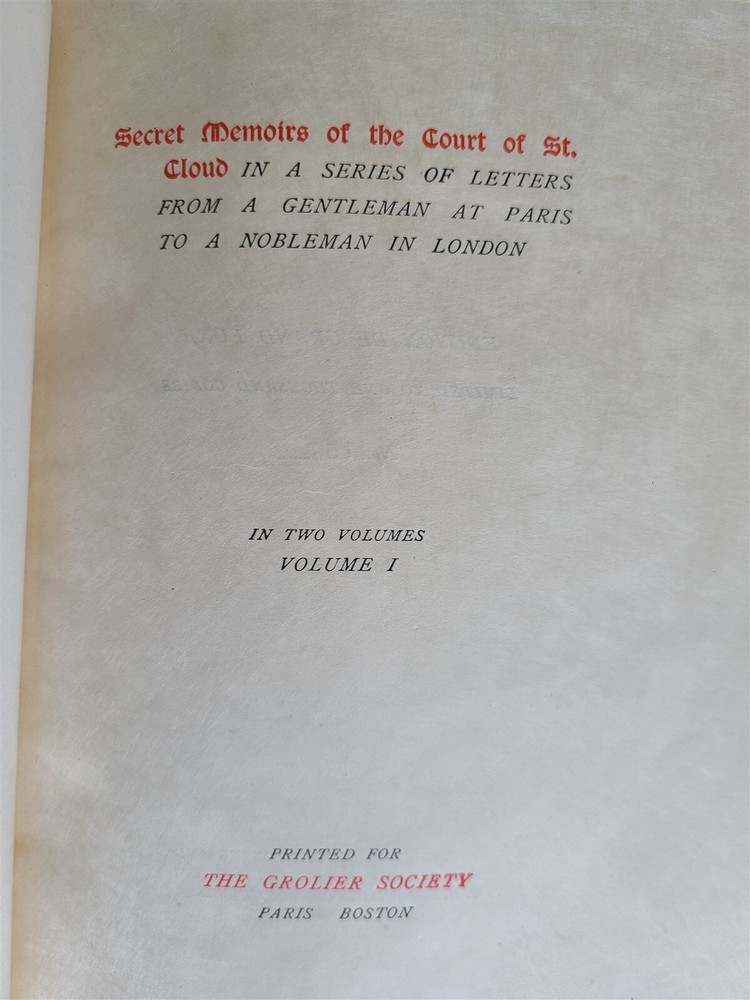 Secret Memoirs of the Court of St.
Cloud IN A SERIES OF LETTERS
FROM A GENTLEMAN AT PARIS
TO A NOBLEMAN IN LONDON
IN TWO VOLUMES
VOLUME I
PRINTED FOR
THE GROLIER SOCIETY
PARIS BOSTON